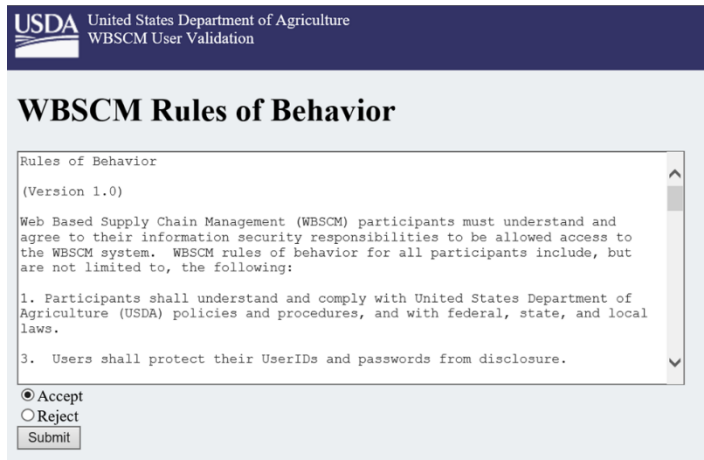 USDA
United States Department of Agriculture
WBSCM User Validation
WBSCM Rules of Behavior
Rules of Behavior
(Version 1.0)
Web Based Supply Chain Management (WBSCM) participants must understand and
agree to their information security responsibilities to be allowed access to
the WBSCM system.  WBSCM rules of behavior for all participants include, but
are not limited to, the following:
1. Participants shall understand and comply with United States Department of
Agriculture (USDA) policies and procedures, and with federal, state, and local
laws.
3.  Users shall protect their UserIDs and passwords from disclosure.
Accept
Reject
Submit